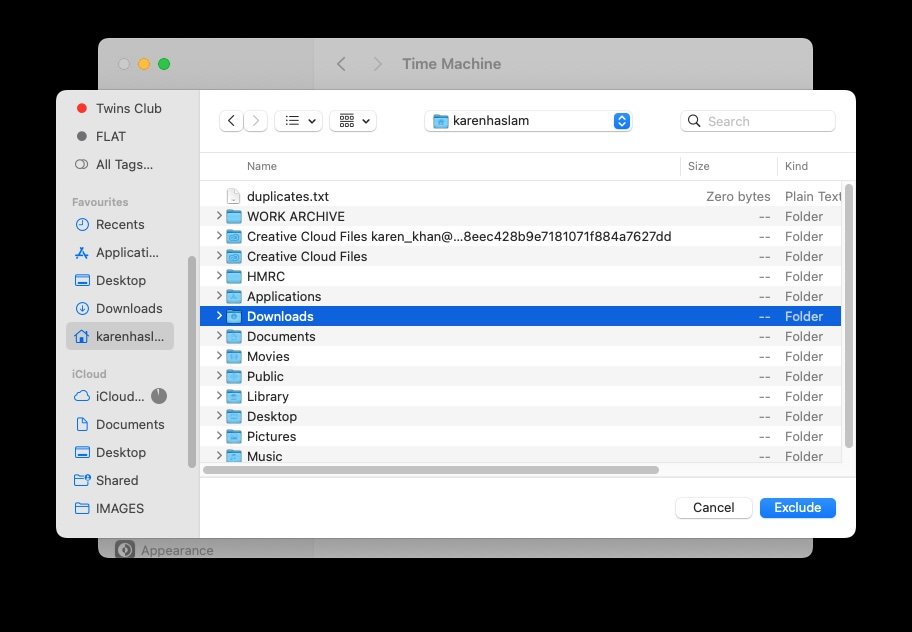 Time Machine
Twins Club
FLAT
All Tags...
Favourites
Recents
Applicati...
Desktop
Downloads
karenhasl...
iCloud
iCloud...
Documents
Desktop
Shared
IMAGES
karenhaslam
Search
Name Size Kind
duplicates.txt Zero bytes Plain Text
WORK ARCHIVE -- Folder
Creative Cloud Files karen_khan@...8eec428b9e7181071f884a7627dd -- Folder
Creative Cloud Files -- Folder
HMRC -- Folder
Applications -- Folder
Downloads -- Folder
Documents -- Folder
Movies -- Folder
Public -- Folder
Library -- Folder
Desktop -- Folder
Pictures -- Folder
Music -- Folder
Cancel Exclude
Appearance